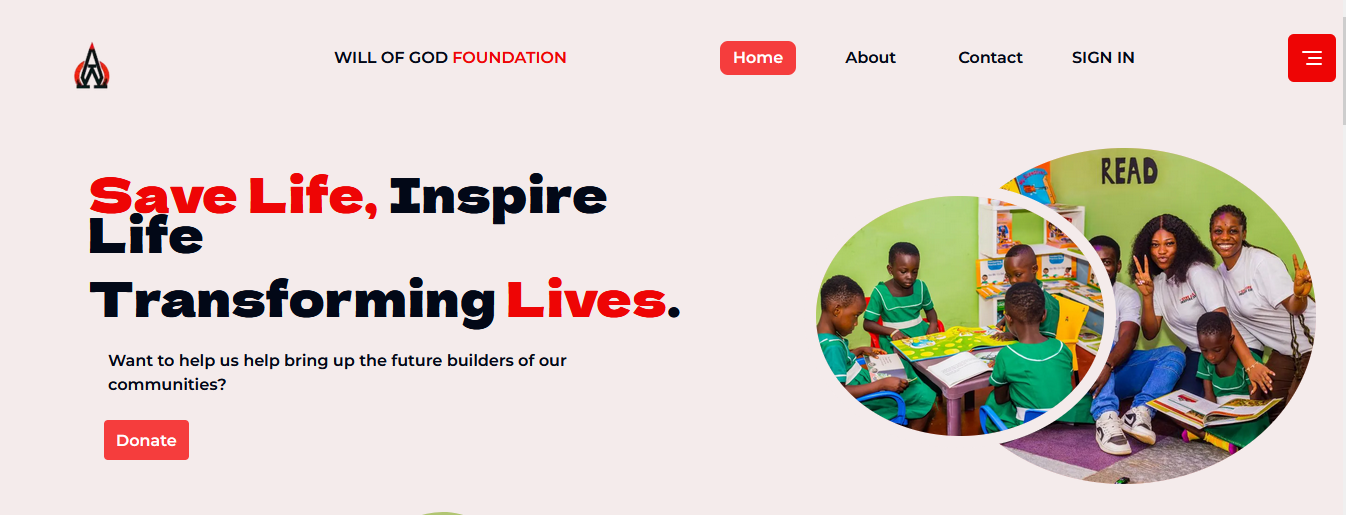 WILL OF GOD FOUNDATION
Home
About
Contact
SIGN IN
Save Life, Inspire
Life
Transforming Lives.
Want to help us help bring up the future builders of our
communities?
Donate
READ